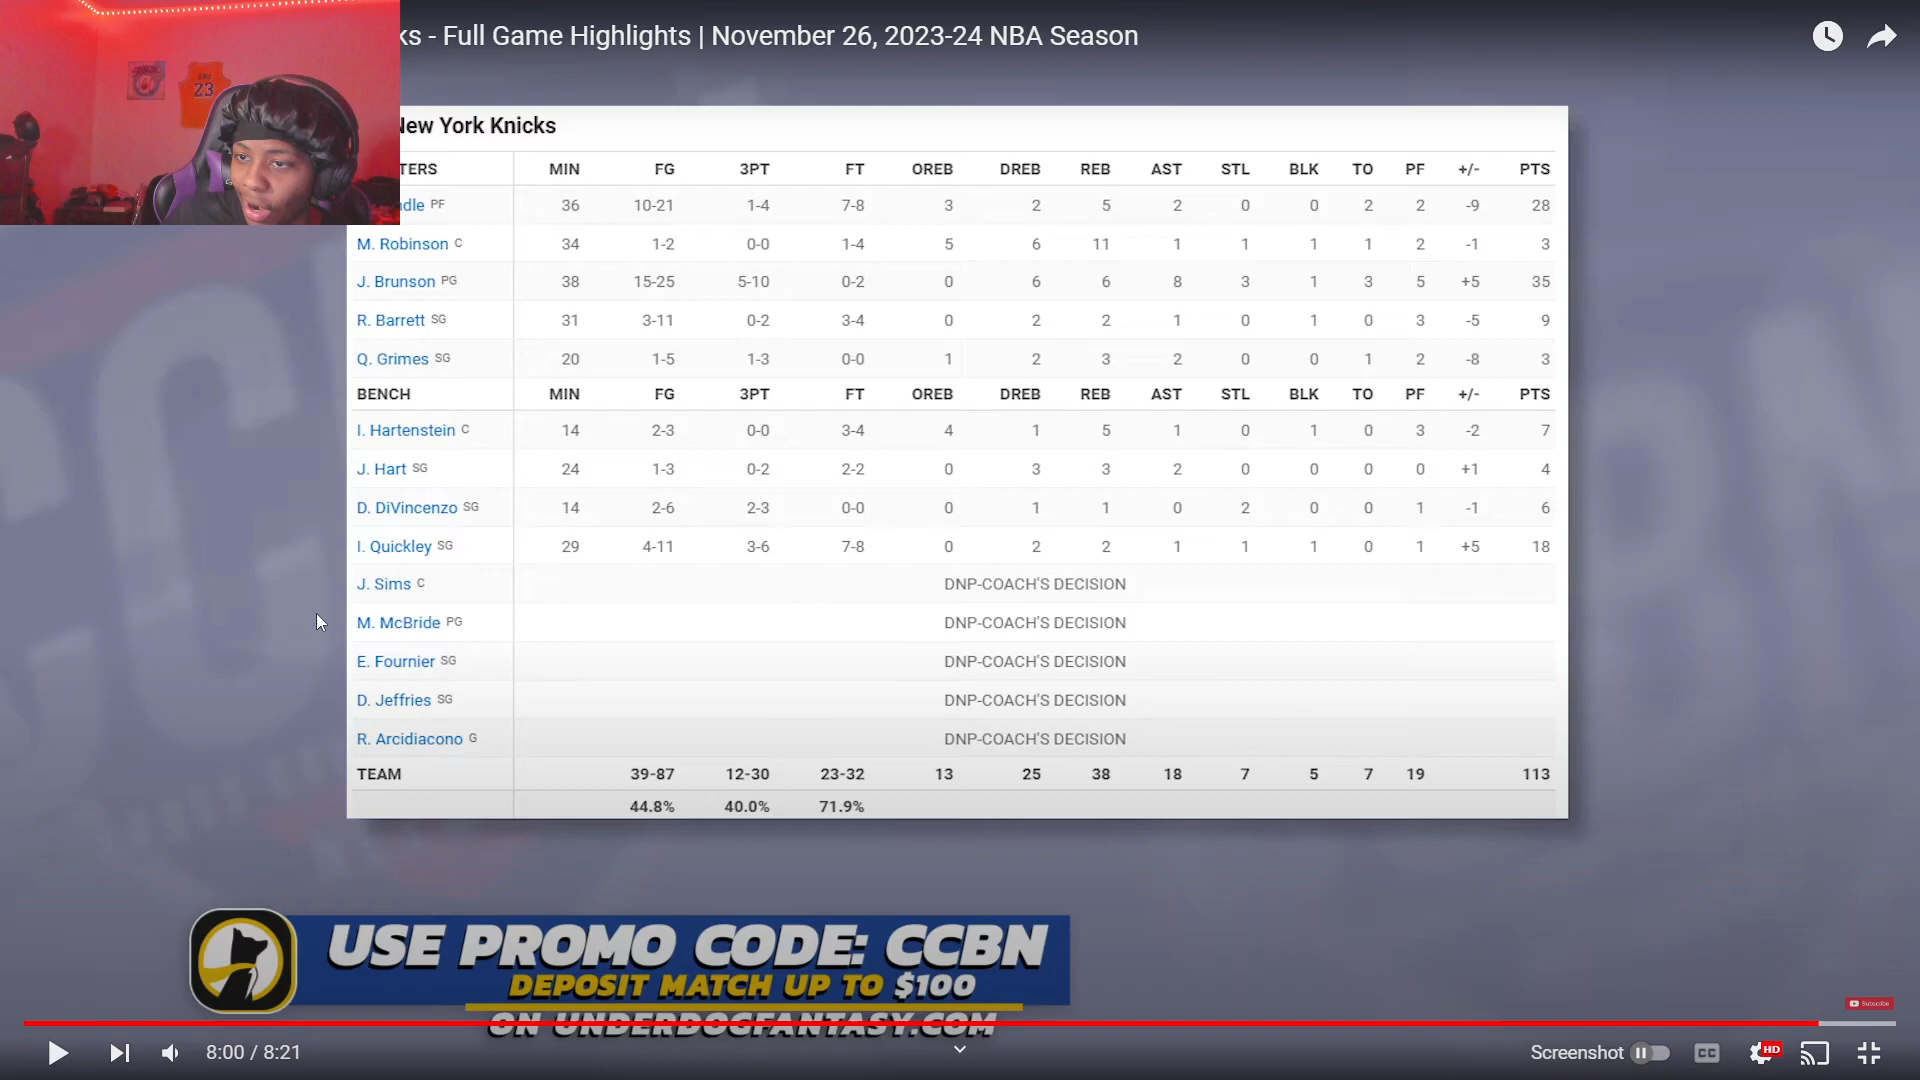 ks - Full Game Highlights | November 26, 2023-24 NBA Season
23
New York Knicks
TERS MIN FG 3PT FT OREB DREB REB AST STL BLK TO PF +/- PTS
dle PF 36 10-21 1-4 7-8 3 2 5 2 0 0 2 2 -9 28
M. Robinson C 34 1-2 0-0 1-4 5 6 11 1 1 1 1 2 -1 3
J. Brunson PG 38 15-25 5-10 0-2 0 6 6 8 3 1 3 5 +5 35
R. Barrett SG 31 3-11 0-2 3-4 0 2 2 1 0 1 0 3 -5 9
Q. Grimes SG 20 1-5 1-3 0-0 1 2 3 2 0 0 1 2 -8 3
BENCH MIN FG 3PT FT OREB DREB REB AST STL BLK TO PF +/- PTS
I. Hartenstein C 14 2-3 0-0 3-4 4 1 5 1 0 1 0 3 -2 7
J. Hart SG 24 1-3 0-2 2-2 0 3 3 2 0 0 0 0 +1 4
D. DiVincenzo SG 14 2-6 2-3 0-0 0 1 1 0 2 0 0 1 -1 6
I. Quickley SG 29 4-11 3-6 7-8 0 2 2 1 1 1 0 1 +5 18
J. Sims C DNP-COACH'S DECISION
M. McBride PG DNP-COACH'S DECISION
E. Fournier SG DNP-COACH'S DECISION
D. Jeffries SG DNP-COACH'S DECISION
R. Arcidiacono G DNP-COACH'S DECISION
TEAM 39-87 12-30 23-32 13 25 38 18 7 5 7 19 113
44.8% 40.0% 71.9%
USE PROMO CODE: CCBN
DEPOSIT MATCH UP TO $100
ON UNDERDOGFANTASY.COM
Subscribe
8:00 / 8:21
Screenshot
CC
HD